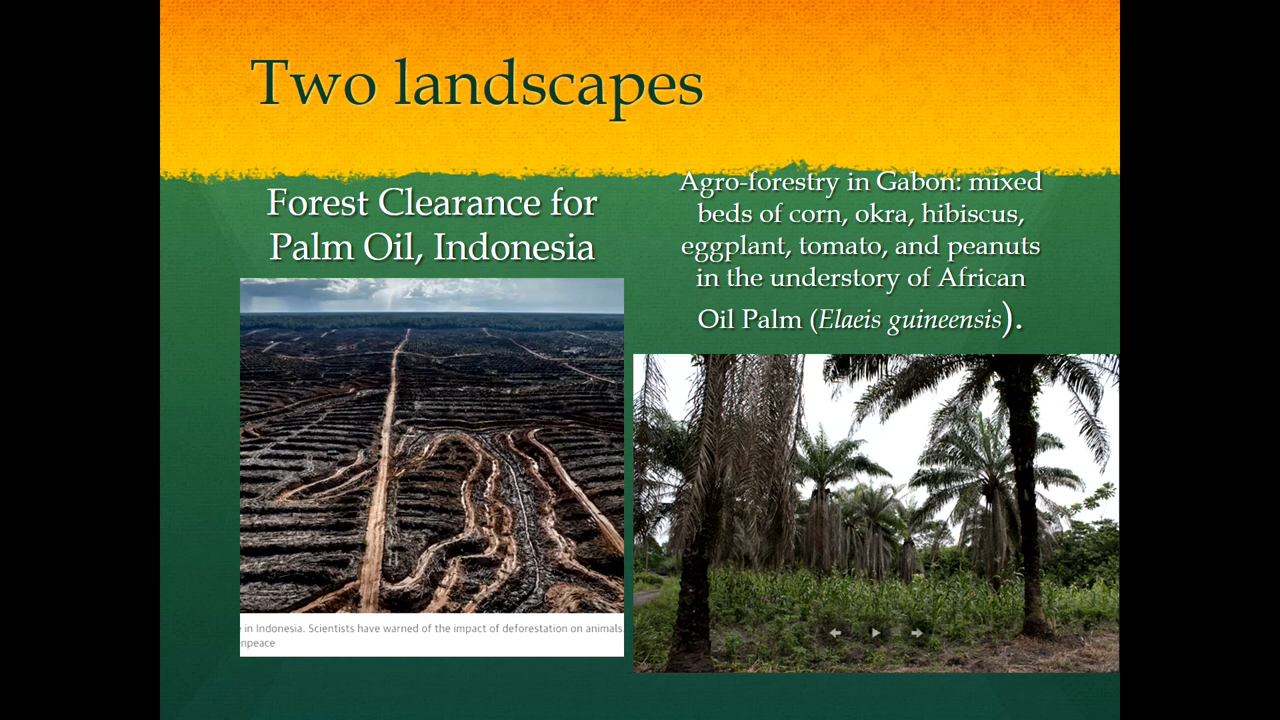 Two landscapes
Forest Clearance for
Palm Oil, Indonesia
Agro-forestry in Gabon: mixed
beds of corn, okra, hibiscus,
eggplant, tomato, and peanuts
in the understory of African
Oil Palm (Elaeis guineensis).
in Indonesia. Scientists have warned of the impact of deforestation on animals.
npeace